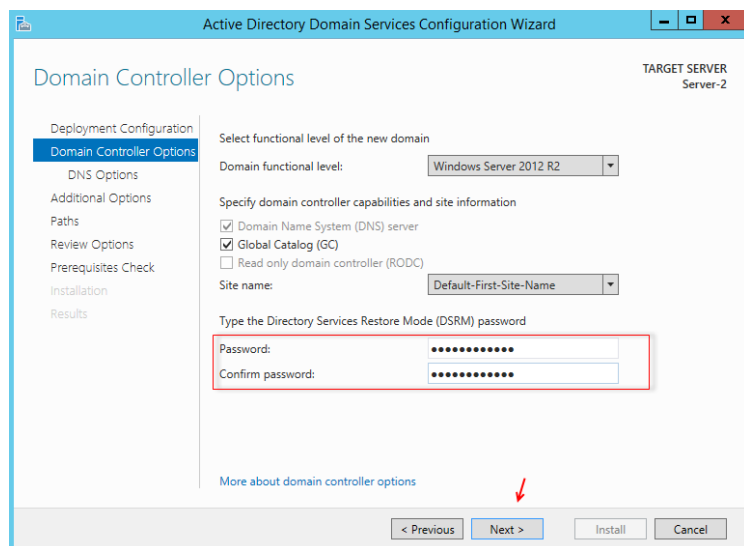 Active Directory Domain Services Configuration Wizard
Domain Controller Options
TARGET SERVER
Server-2
Deployment Configuration
Domain Controller Options
DNS Options
Additional Options
Paths
Review Options
Prerequisites Check
Installation
Results
Select functional level of the new domain
Domain functional level: Windows Server 2012 R2
Specify domain controller capabilities and site information
Domain Name System (DNS) server
Global Catalog (GC)
Read only domain controller (RODC)
Site name: Default-First-Site-Name
Type the Directory Services Restore Mode (DSRM) password
Password: ••••••••••••
Confirm password: ••••••••••••
More about domain controller options
< Previous Next > Install Cancel